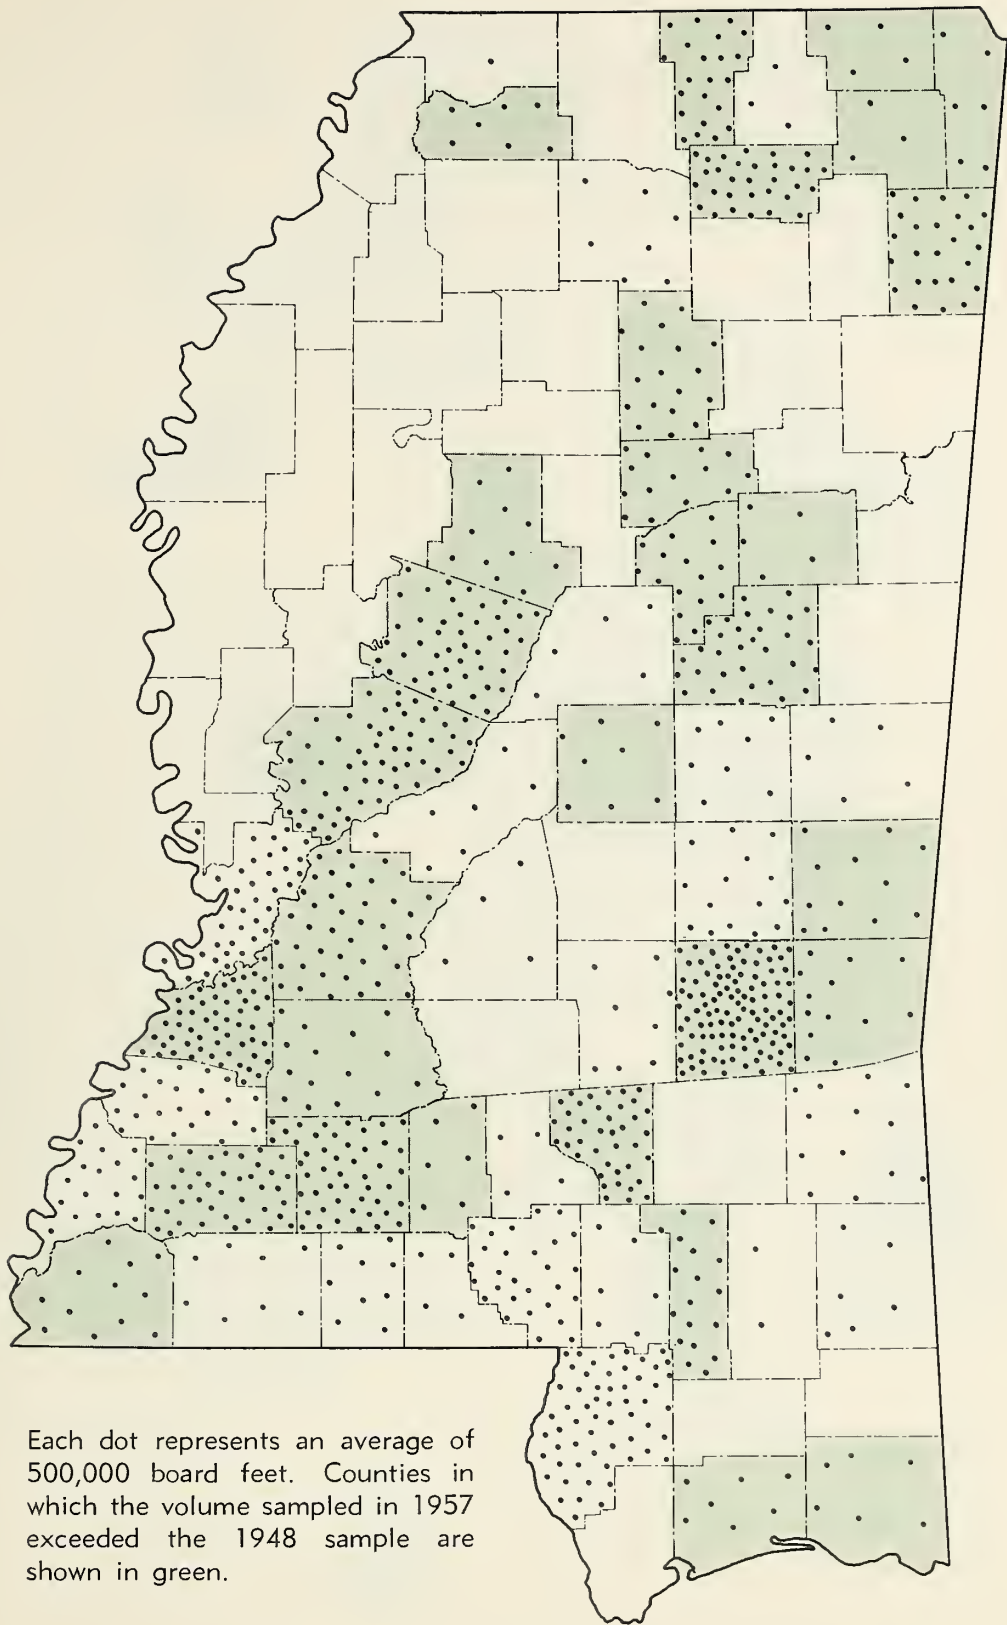 Each dot represents an average of
500,000 board feet. Counties in
which the volume sampled in 1957
exceeded the 1948 sample are
shown in green.